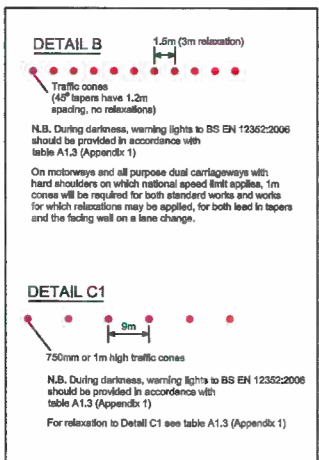 DETAIL B
1.5m (3m relaxation)
Traffic cones
(45° tapers have 1.2m
spacing, no relaxations)
N.B. During darkness, warning lights to BS EN 12352:2006
should be provided in accordance with
table A1.3 (Appendix 1)
On motorways and all purpose dual carriageways with
hard shoulders on which national speed limit applies, 1m
cones will be required for both standard works and works
for which relaxations may be applied, for both lead in tapers
and the facing wall on a lane change.
DETAIL C1
9m
750mm or 1m high traffic cones
N.B. During darkness, warning lights to BS EN 12352:2006
should be provided in accordance with
table A1.3 (Appendix 1)
For relaxation to Detail C1 see table A1.3 (Appendix 1)